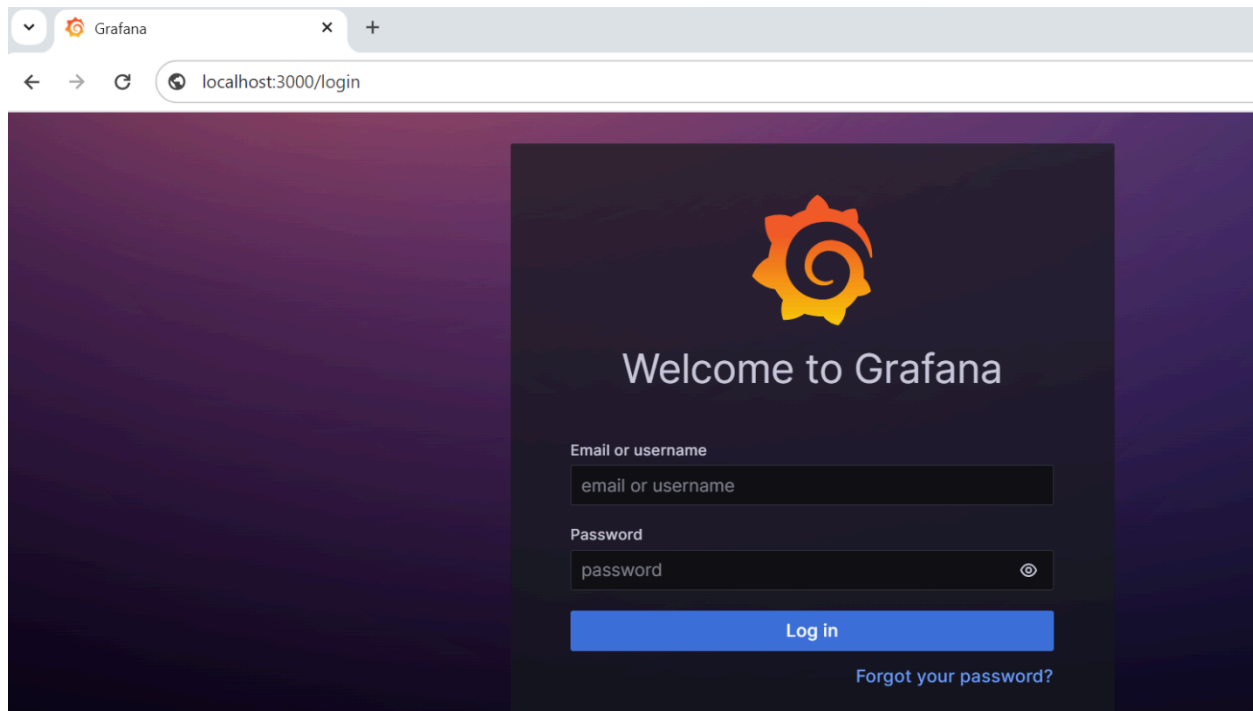 Grafana
localhost:3000/login
Welcome to Grafana
Email or username
email or username
Password
password
Log in
Forgot your password?